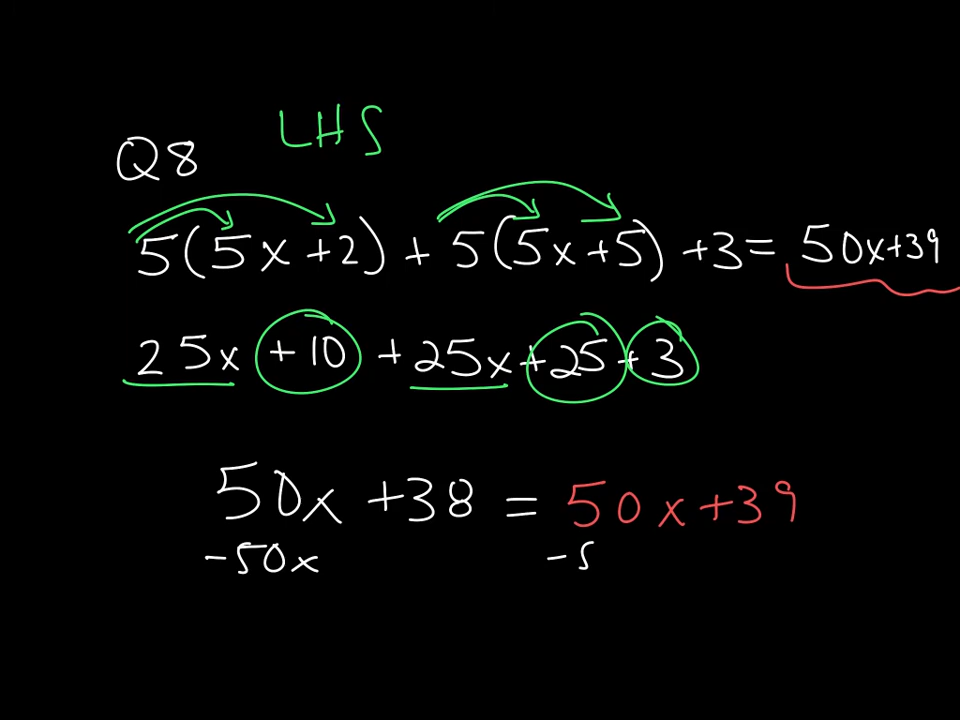 LHS
Q8
5(5x+2) + 5(5x+5) +3= 50x+39
25x +10 +25x+25+3
50x +38 = 50x+39
-50x -5